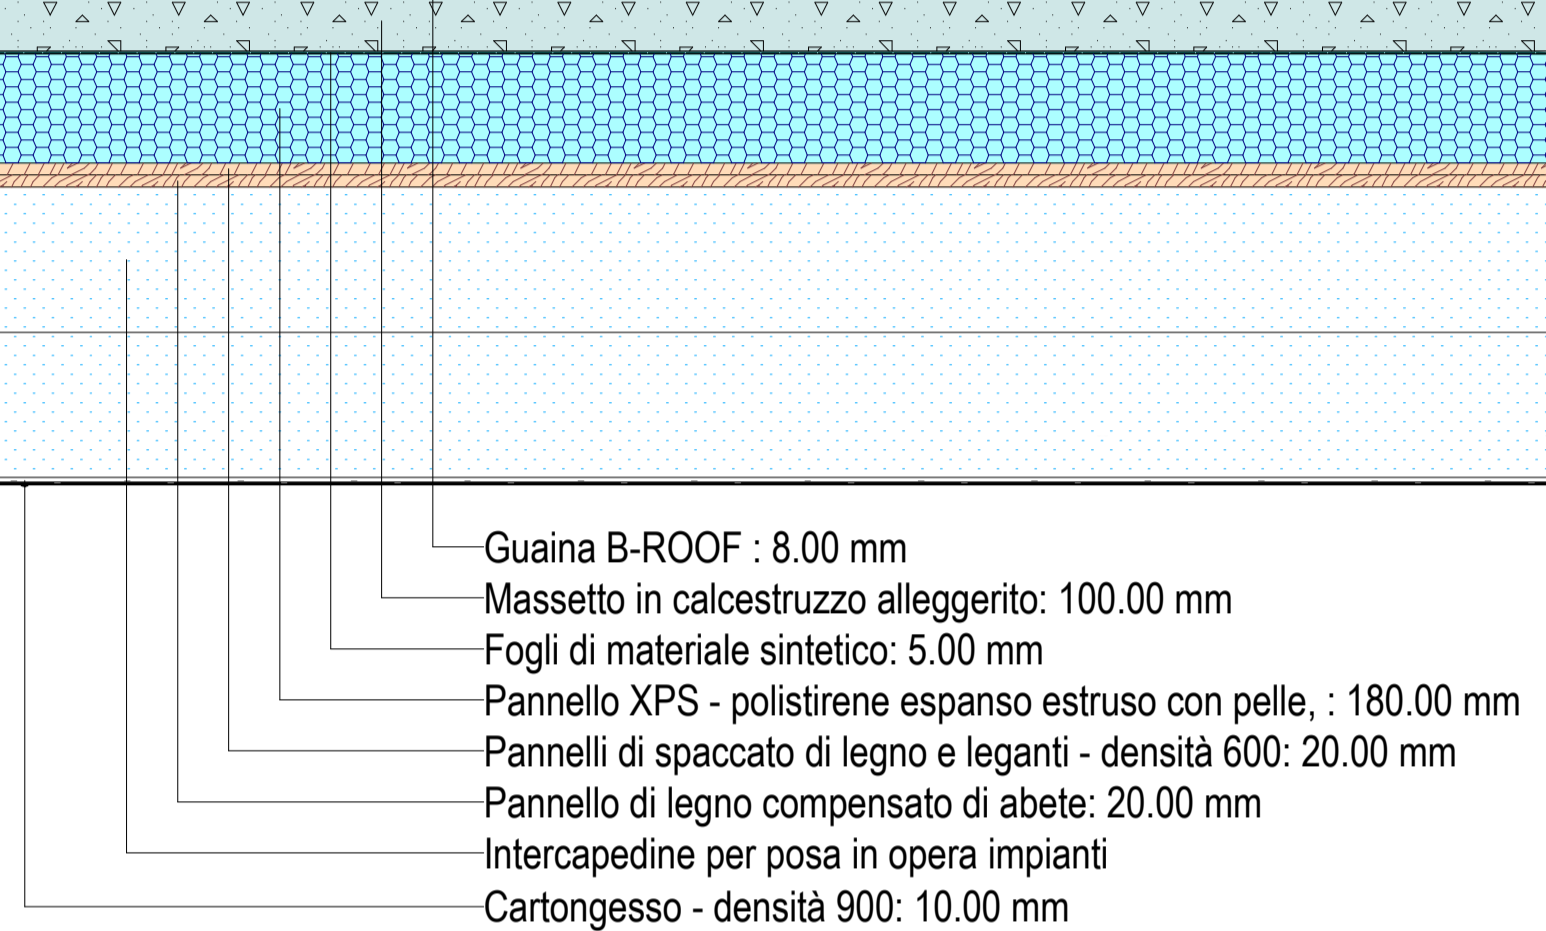 Guaina B-ROOF : 8.00 mm
Massetto in calcestruzzo alleggerito: 100.00 mm
Fogli di materiale sintetico: 5.00 mm
Pannello XPS - polistirene espanso estruso con pelle, : 180.00 mm
Pannelli di spaccato di legno e leganti - densità 600: 20.00 mm
Pannello di legno compensato di abete: 20.00 mm
Intercapedine per posa in opera impianti
Cartongesso - densità 900: 10.00 mm